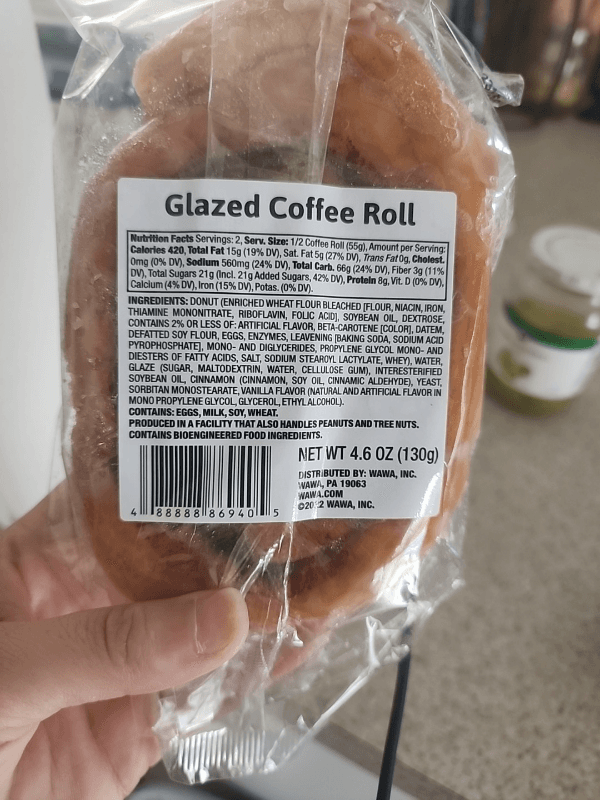 Glazed Coffee Roll
Nutrition Facts Servings: 2, Serv. Size: 1/2 Coffee Roll (55g), Amount per Serving:
Calories 420, Total Fat 15g (19% DV), Sat. Fat 5g (27% DV), Trans Fat 0g, Cholest.
0mg (0% DV), Sodium 560mg (24% DV), Total Carb. 66g (24% DV), Fiber 3g (11%
DV), Total Sugars 21g (Incl. 21g Added Sugars, 42% DV), Protein 8g, Vit. D (0% DV),
Calcium (4% DV), Iron (15% DV), Potas. (0% DV).
INGREDIENTS: DONUT (ENRICHED WHEAT FLOUR BLEACHED [FLOUR, NIACIN, IRON,
THIAMINE MONONITRATE, RIBOFLAVIN, FOLIC ACID], SOYBEAN OIL, DEXTROSE,
CONTAINS 2% OR LESS OF: ARTIFICIAL FLAVOR, BETA-CAROTENE [COLOR], DATEM,
DEFATTED SOY FLOUR, EGGS, ENZYMES, LEAVENING [BAKING SODA, SODIUM ACID
PYROPHOSPHATE], MONO- AND DIGLYCERIDES, PROPYLENE GLYCOL MONO- AND
DIESTERS OF FATTY ACIDS, SALT, SODIUM STEAROYL LACTYLATE, WHEY), WATER,
GLAZE (SUGAR, MALTODEXTRIN, WATER, CELLULOSE GUM), INTERESTERIFIED
SOYBEAN OIL, CINNAMON (CINNAMON, SOY OIL, CINNAMIC ALDEHYDE), YEAST,
SORBITAN MONOSTEARATE, VANILLA FLAVOR (NATURAL AND ARTIFICIAL FLAVOR IN
MONO PROPYLENE GLYCOL, GLYCEROL, ETHYL ALCOHOL).
CONTAINS: EGGS, MILK, SOY, WHEAT.
PRODUCED IN A FACILITY THAT ALSO HANDLES PEANUTS AND TREE NUTS.
CONTAINS BIOENGINEERED FOOD INGREDIENTS.
NET WT 4.6 OZ (130g)
DISTRIBUTED BY: WAWA, INC.
WAWA, PA 19063
WAWA.COM
©2022 WAWA, INC.
4 88888 86940 5